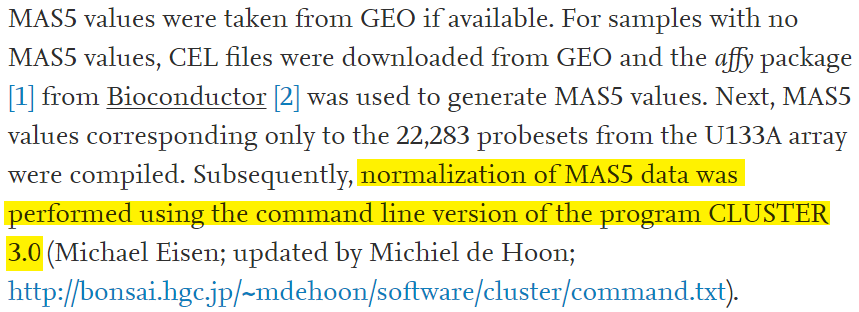 MAS5 values were taken from GEO if available. For samples with no
MAS5 values, CEL files were downloaded from GEO and the affy package
[1] from Bioconductor [2] was used to generate MAS5 values. Next, MAS5
values corresponding only to the 22,283 probesets from the U133A array
were compiled. Subsequently, normalization of MAS5 data was
performed using the command line version of the program CLUSTER
3.0 (Michael Eisen; updated by Michiel de Hoon;
http://bonsai.hgc.jp/~mdehoon/software/cluster/command.txt).